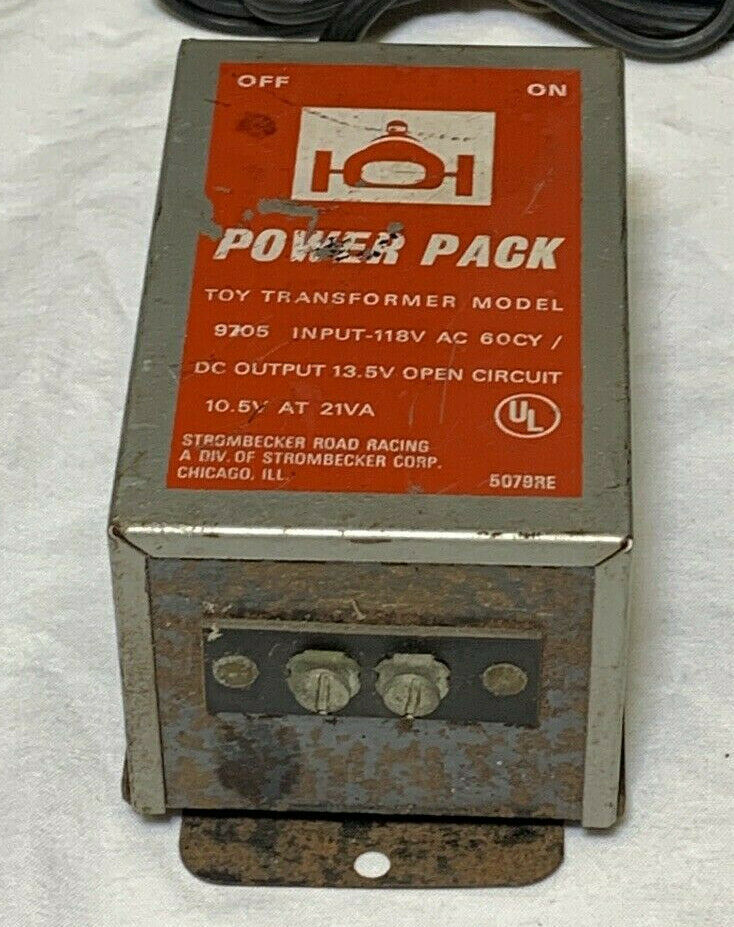 OFF ON
POWER PACK
TOY TRANSFORMER MODEL
9705 INPUT-118V AC 60CY /
DC OUTPUT 13.5V OPEN CIRCUIT
10.5V AT 21VA UL
STROMBECKER ROAD RACING
A DIV. OF STROMBECKER CORP.
CHICAGO, ILL. 5079RE